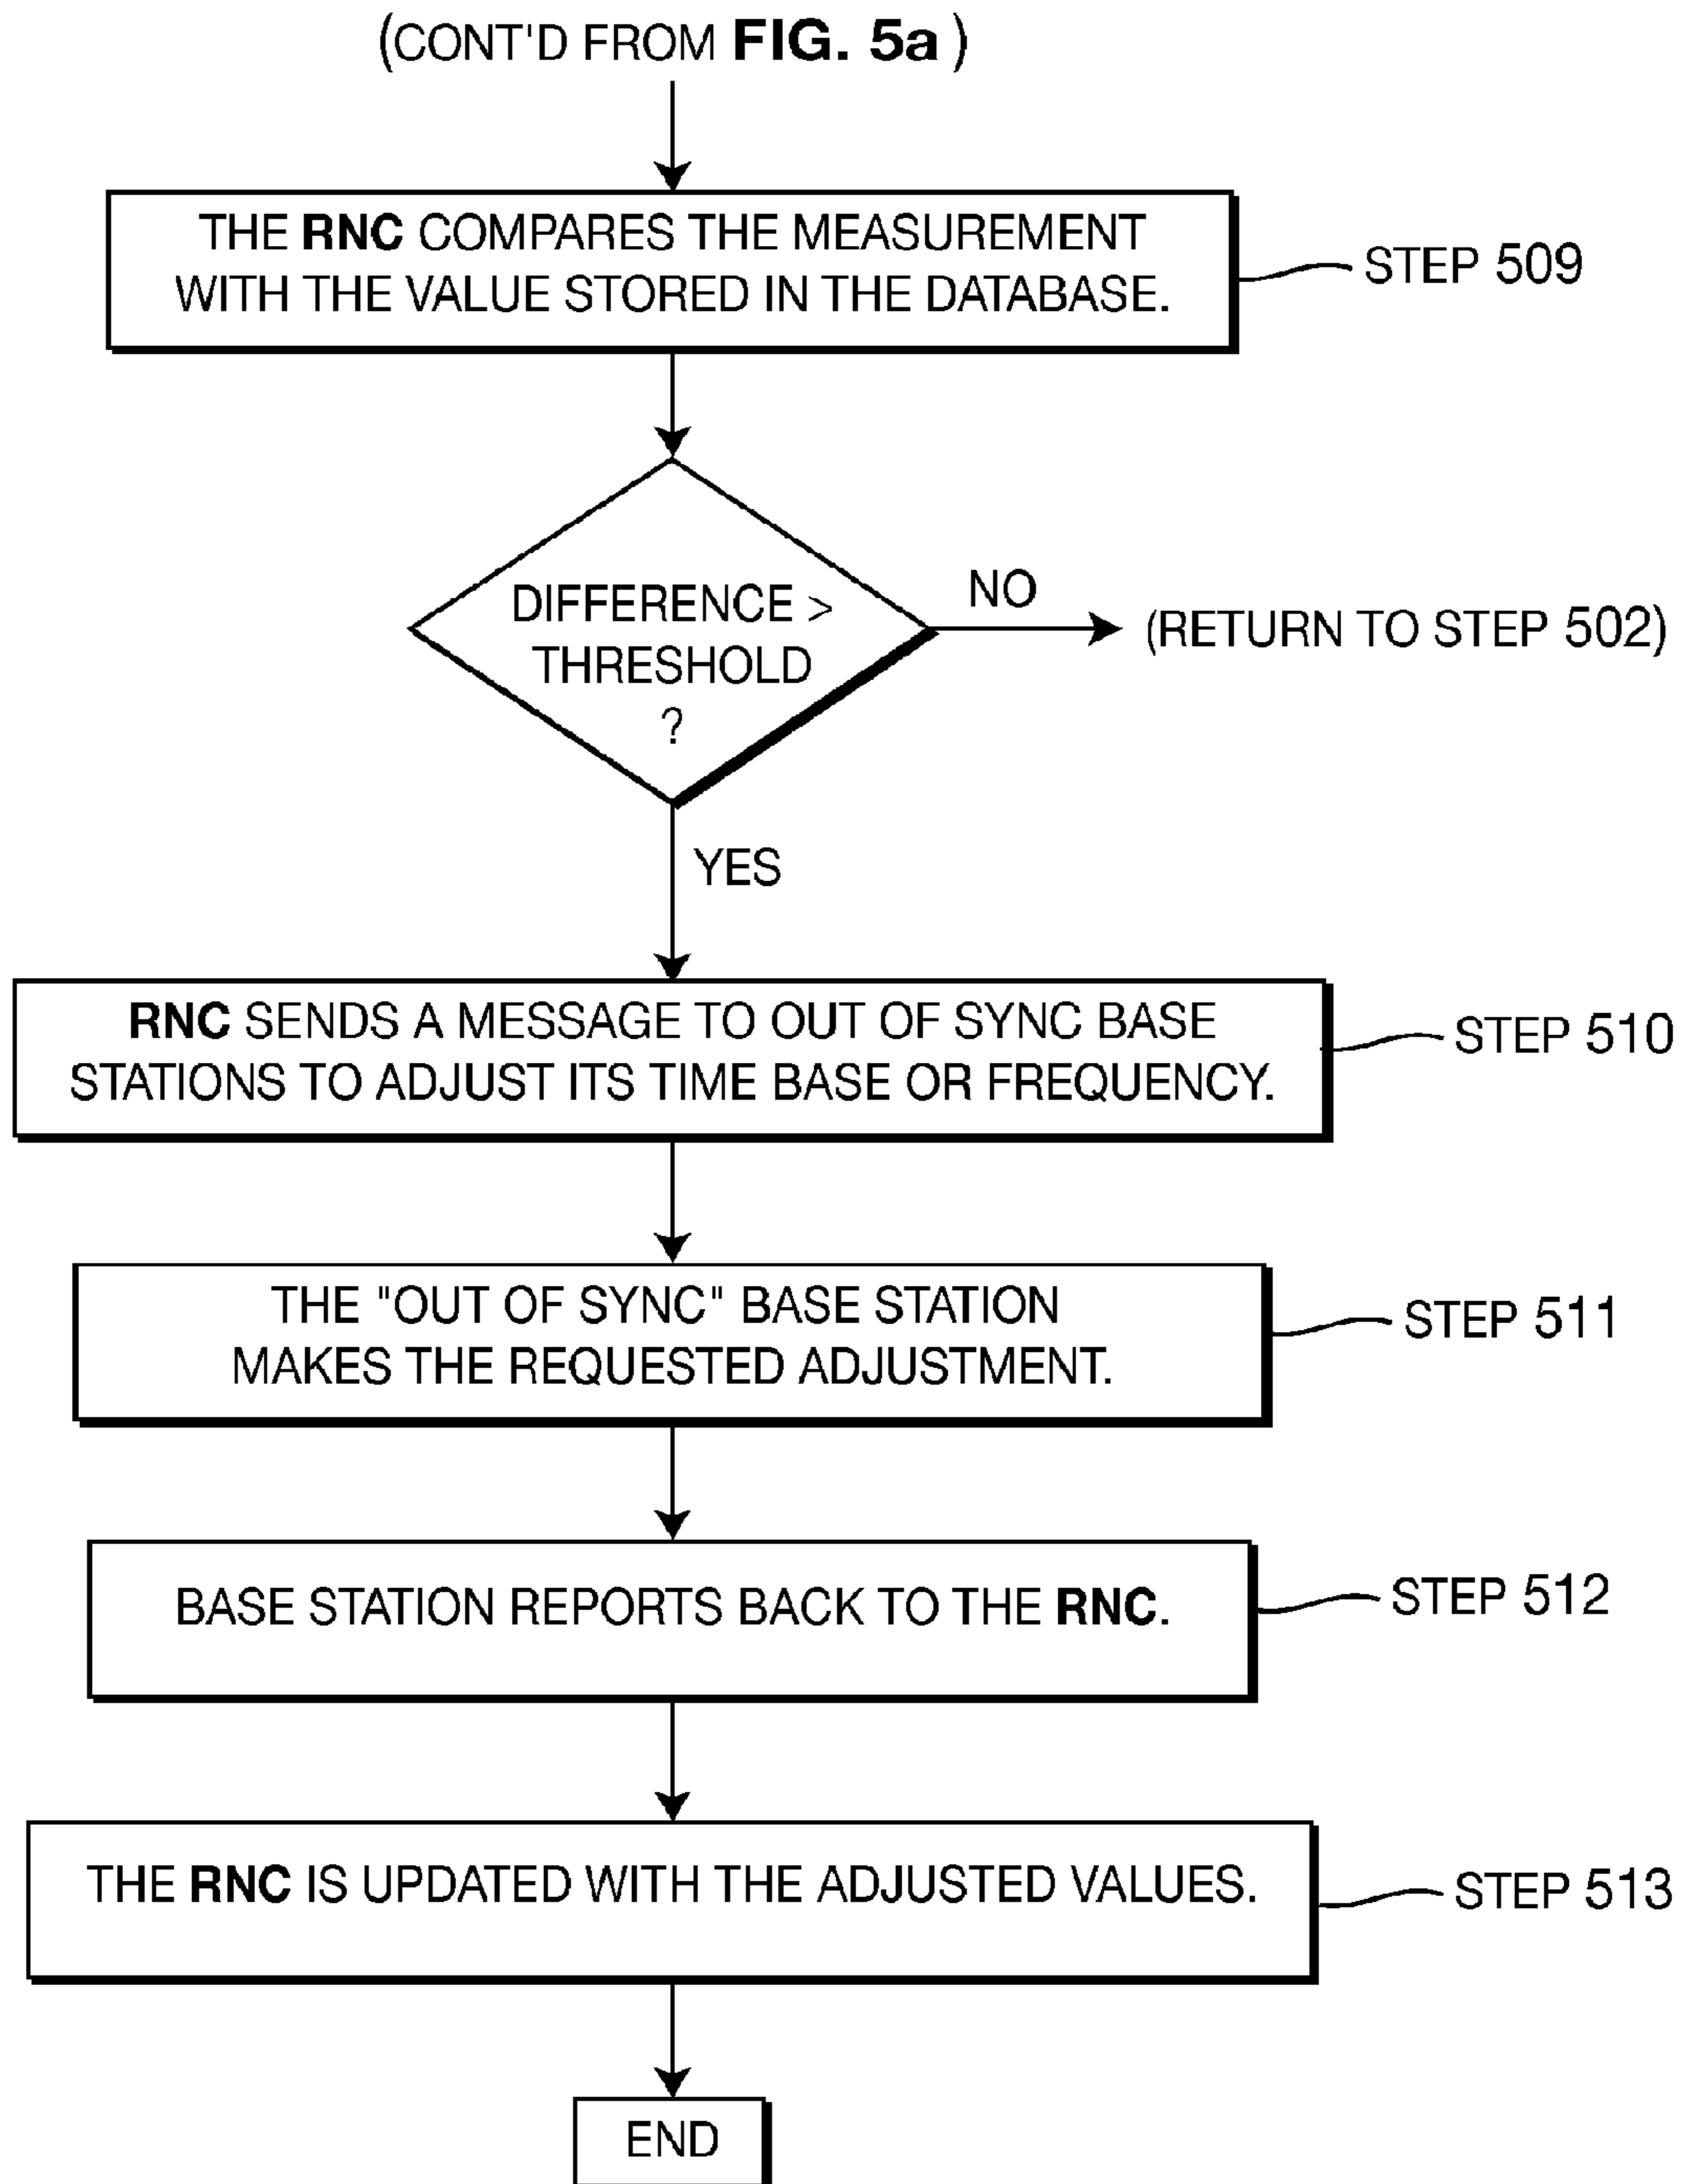 (CONT'D FROM FIG. 5a )
THE RNC COMPARES THE MEASUREMENT
WITH THE VALUE STORED IN THE DATABASE.
STEP 509
DIFFERENCE >
THRESHOLD
?
NO
(RETURN TO STEP 502)
YES
RNC SENDS A MESSAGE TO OUT OF SYNC BASE
STATIONS TO ADJUST ITS TIME BASE OR FREQUENCY.
STEP 510
THE "OUT OF SYNC" BASE STATION
MAKES THE REQUESTED ADJUSTMENT.
STEP 511
BASE STATION REPORTS BACK TO THE RNC.
STEP 512
THE RNC IS UPDATED WITH THE ADJUSTED VALUES.
STEP 513
END